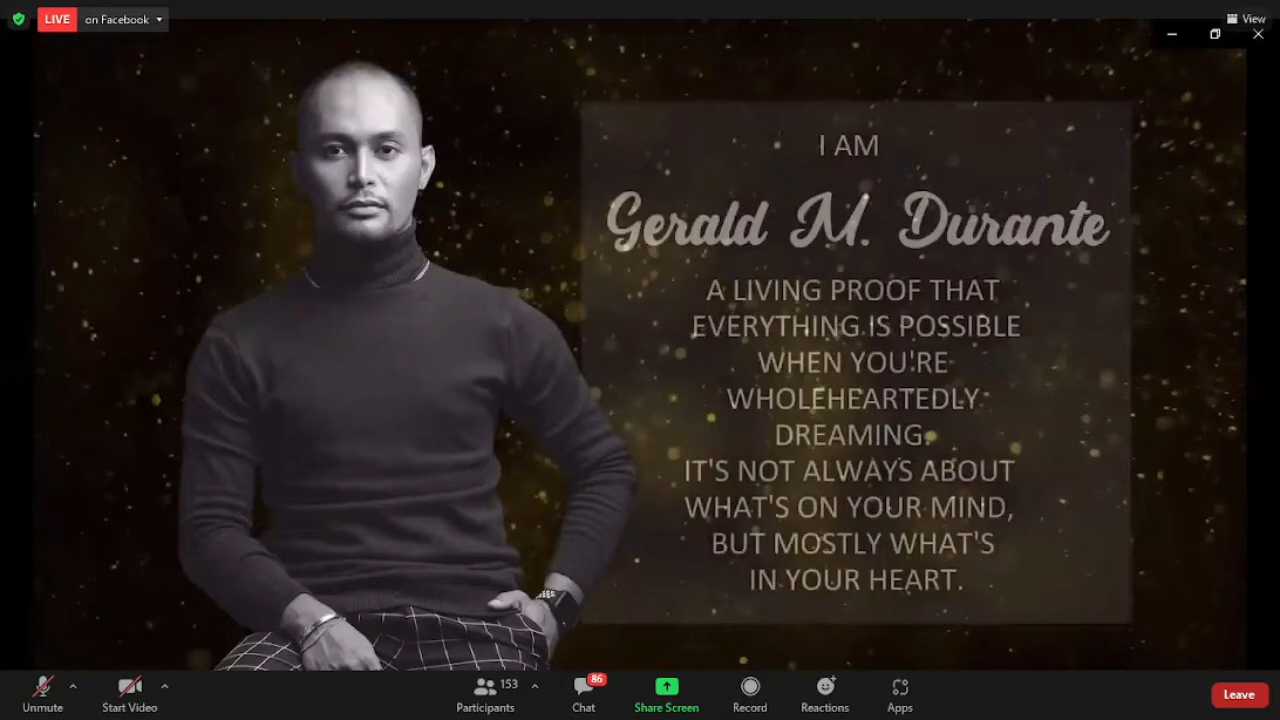 LIVE on Facebook
View
I AM
Gerald M. Durante
A LIVING PROOF THAT
EVERYTHING IS POSSIBLE
WHEN YOU'RE
WHOLEHEARTEDLY
DREAMING.
IT'S NOT ALWAYS ABOUT
WHAT'S ON YOUR MIND,
BUT MOSTLY WHAT'S
IN YOUR HEART.
153
86
Unmute
Start Video
Participants
Chat
Share Screen
Record
Reactions
Apps
Leave